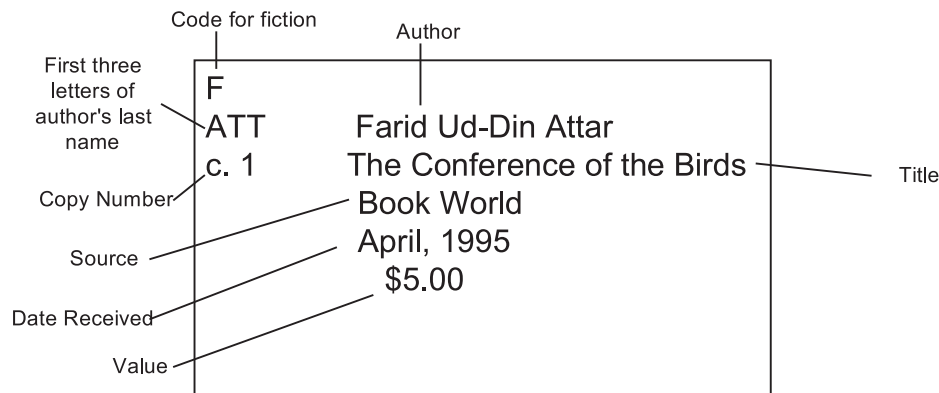 Code for fiction
Author
First three
letters of
author's last
name
F
ATT
Farid Ud-Din Attar
c. 1
The Conference of the Birds
Title
Copy Number
Book World
Source
April, 1995
$5.00
Date Received
Value